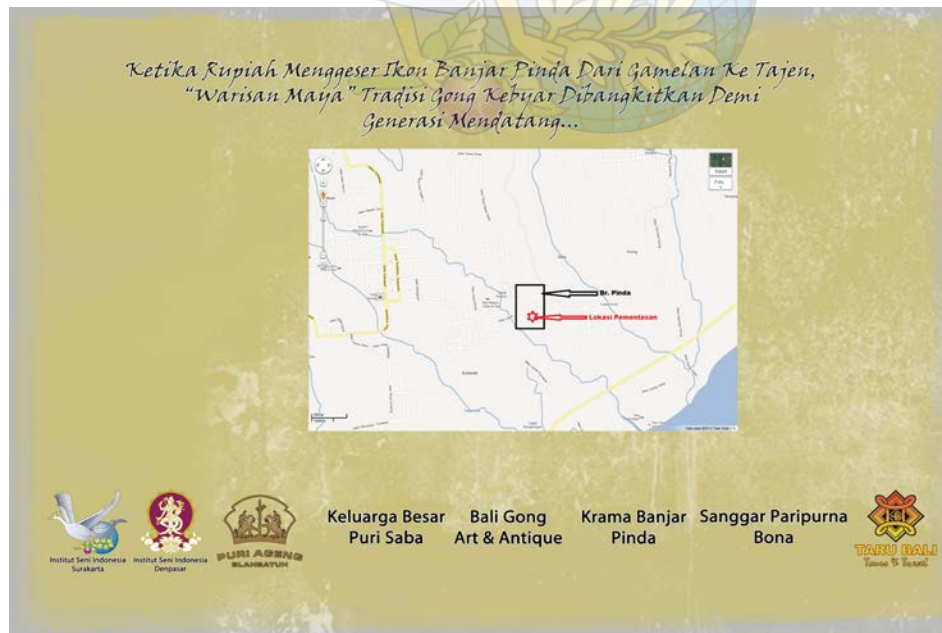 Ketika Rupiah Menggeser Ikon Banjar Pinda Dari Gamelan Ke Tajen,
"Warisan Maya" Tradisi Gong Kebyar Dibangkitkan Demi
Generasi Mendatang...
Br. Pinda
Lokasi Pementasan
Sukawati
Institut Seni Indonesia
Surakarta
Institut Seni Indonesia
Denpasar
PURI AGENG
BLAHBATUH
Keluarga Besar
Puri Saba
Bali Gong
Art & Antique
Krama Banjar
Pinda
Sanggar Paripurna
Bona
TARU BALI
Tours & Travel